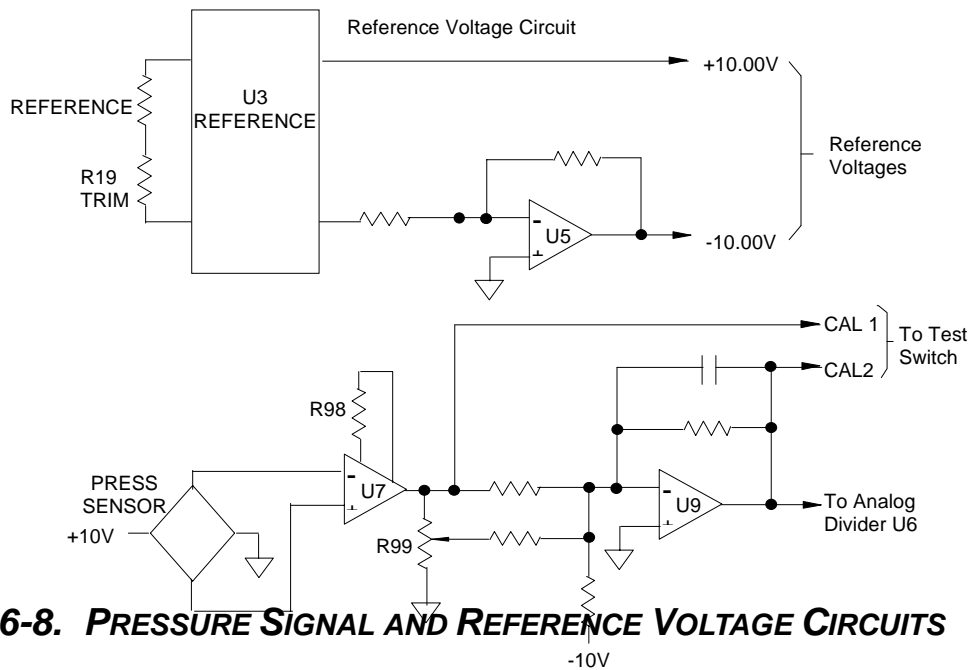 Reference Voltage Circuit
+10.00V
U3
REFERENCE
REFERENCE
R19
TRIM
Reference
Voltages
-
+
U5
-10.00V
CAL 1
To Test
Switch
CAL2
R98
PRESS
SENSOR
+10V
-
+
U7
R99
-
+
U9
To Analog
Divider U6
-10V
6-8. PRESSURE SIGNAL AND REFERENCE VOLTAGE CIRCUITS